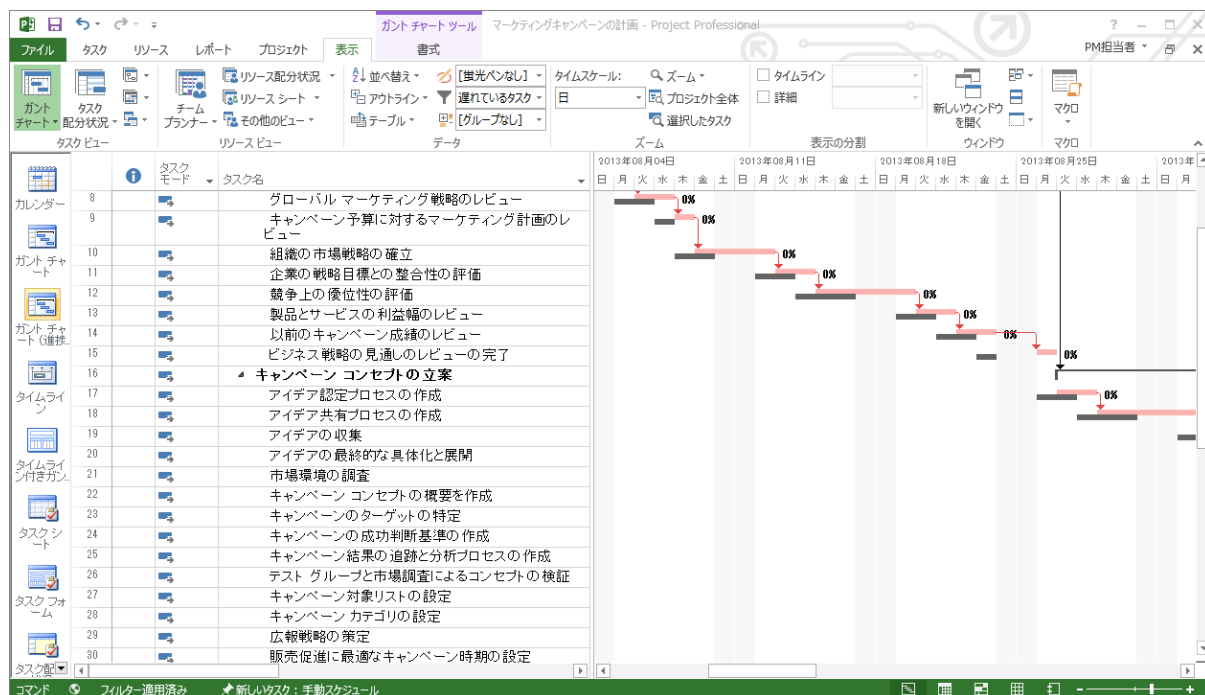 ガント チャート ツール
マーケティングキャンペーンの計画 - Project Professional
ファイル タスク リソース レポート プロジェクト 表示 書式
PM担当者
ガント
チャート
タスク
配分状況
タスク ビュー
チーム
プランナー
リソース配分状況
リソース シート
その他のビュー
リソース ビュー
並べ替え
アウトライン
テーブル
[蛍光ペンなし]
遅れているタスク
[グループなし]
データ
タイムスケール:
日
ズーム
プロジェクト全体
選択したタスク
ズーム
タイムライン
詳細
表示の分割
新しいウィンドウ
を開く
ウィンドウ
マクロ
マクロ
カレンダー
ガント チャ
ート
ガント チャ
ート (進捗
タイムライ
ン
タイムライ
ン付きガン
タスク シ
ート
タスク フォ
ーム
タスク配
タスク
モード
タスク名
2013年08月04日 2013年08月11日 2013年08月18日 2013年08月25日 2013年
日 月 火 水 木 金 土 日 月 火 水 木 金 土 日 月 火 水 木 金 土 日 月 火 水 木 金 土 日 月
8 グローバル マーケティング戦略のレビュー 0%
9 キャンペーン予算に対するマーケティング計画のレ
ビュー 0%
10 組織の市場戦略の確立 0%
11 企業の戦略目標との整合性の評価 0%
12 競争上の優位性の評価 0%
13 製品とサービスの利益幅のレビュー 0%
14 以前のキャンペーン成績のレビュー 0%
15 ビジネス戦略の見通しのレビューの完了 0%
16 キャンペーン コンセプトの立案
17 アイデア認定プロセスの作成 0%
18 アイデア共有プロセスの作成
19 アイデアの収集
20 アイデアの最終的な具体化と展開
21 市場環境の調査
22 キャンペーン コンセプトの概要を作成
23 キャンペーンのターゲットの特定
24 キャンペーンの成功判断基準の作成
25 キャンペーン結果の追跡と分析プロセスの作成
26 テスト グループと市場調査によるコンセプトの検証
27 キャンペーン対象リストの設定
28 キャンペーン カテゴリの設定
29 広報戦略の策定
30 販売促進に最適なキャンペーン時期の設定
コマンド フィルター適用済み 新しいタスク : 手動スケジュール